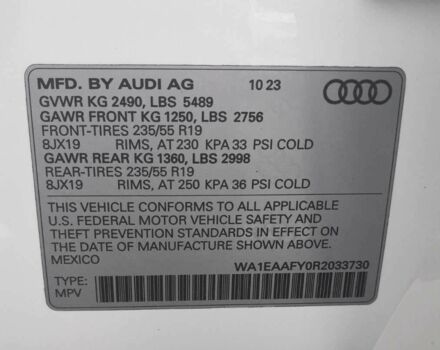 MFD. BY AUDI AG 10 23
GVWR KG 2490, LBS 5489
GAWR FRONT KG 1250, LBS 2756
FRONT-TIRES 235/55 R19
8JX19 RIMS, AT 230 KPA 33 PSI COLD
GAWR REAR KG 1360, LBS 2998
REAR-TIRES 235/55 R19
8JX19 RIMS, AT 250 KPA 36 PSI COLD
THIS VEHICLE CONFORMS TO ALL APPLICABLE
U.S. FEDERAL MOTOR VEHICLE SAFETY AND
THEFT PREVENTION STANDARDS IN EFFECT ON
DATE OF MANUFACTURE SHOWN ABOVE.
MEXICO WA1EAAFY0R2033730
TYPE:
MPV